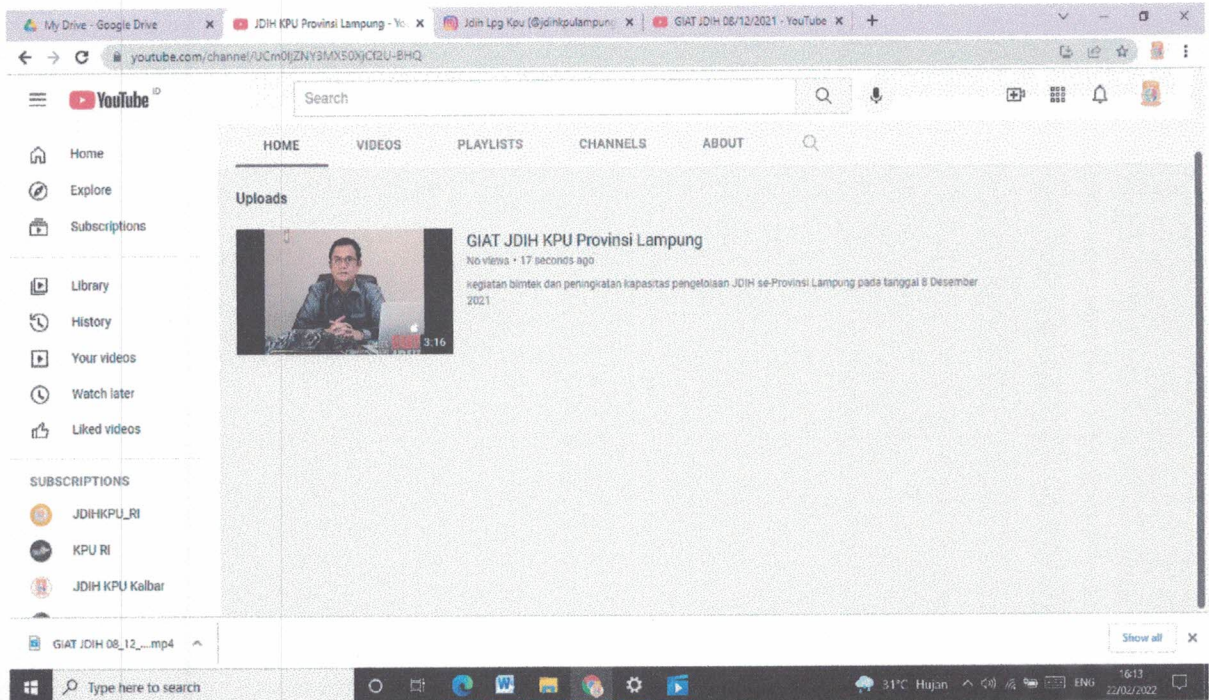 My Drive - Google Drive
JDIH KPU Provinsi Lampung - Yo
Jdih Lpg Kpu (@jdihkpulampung
GIAT JDIH 08/12/2021 - YouTube
youtube.com/channel/
YouTube ID
Search
HOME VIDEOS PLAYLISTS CHANNELS ABOUT
Home
Explore
Subscriptions
Library
History
Your videos
Watch later
Liked videos
SUBSCRIPTIONS
JDIHKPU_RI
KPU RI
JDIH KPU Kalbar
Uploads
3:16
GIAT JDIH KPU Provinsi Lampung
No views • 17 seconds ago
kegiatan bimtek dan peningkatan kapasitas pengelolaan JDIH se-Provinsi Lampung pada tanggal 8 Desember
2021
GIAT JDIH 08_12_....mp4
Show all
Type here to search
31°C Hujan
ENG
16:13
22/02/2022